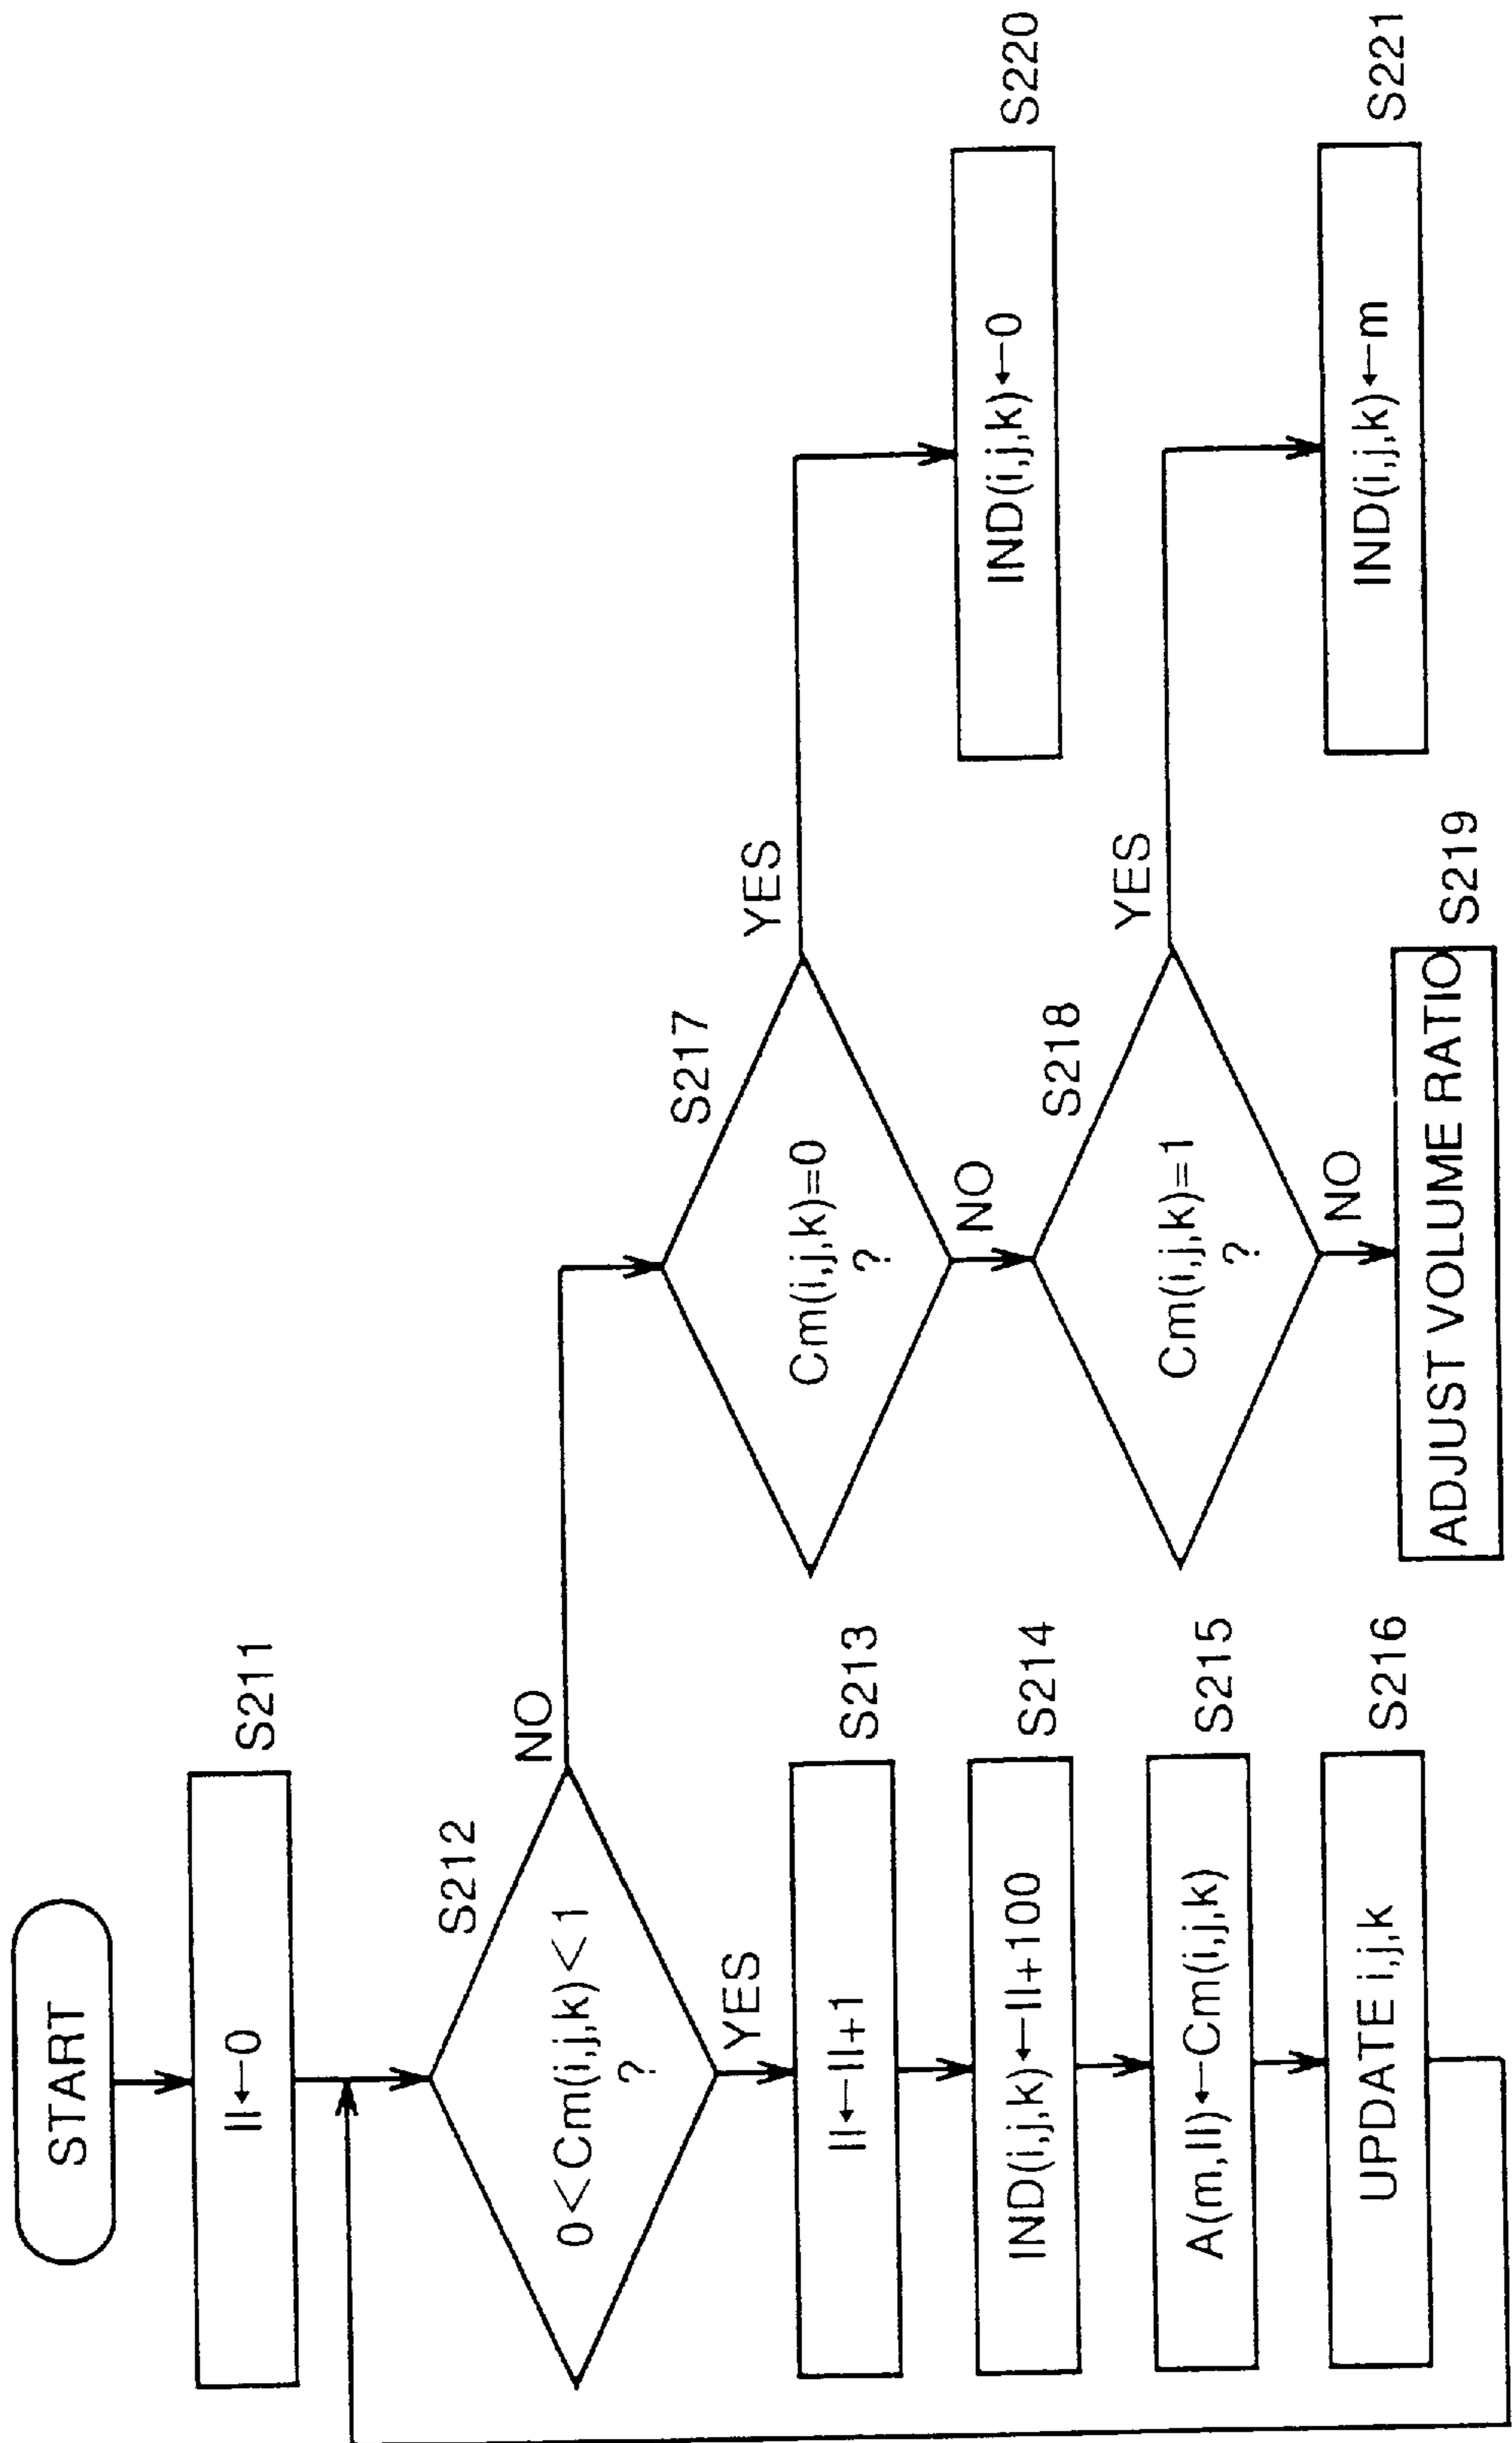 START
II←0
S211
0<Cm(i,j,k)<1
?
S212
NO
YES
II←II+1
S213
IND(i,j,k)←II+100
S214
A(m,II)←Cm(i,j,k)
S215
UPDATE i,j,k
S216
Cm(i,j,k)=0
?
S217
YES
NO
Cm(i,j,k)=1
?
S218
YES
NO
ADJUST VOLUME RATIO
S219
IND(i,j,k)←0
S220
IND(i,j,k)←m
S221